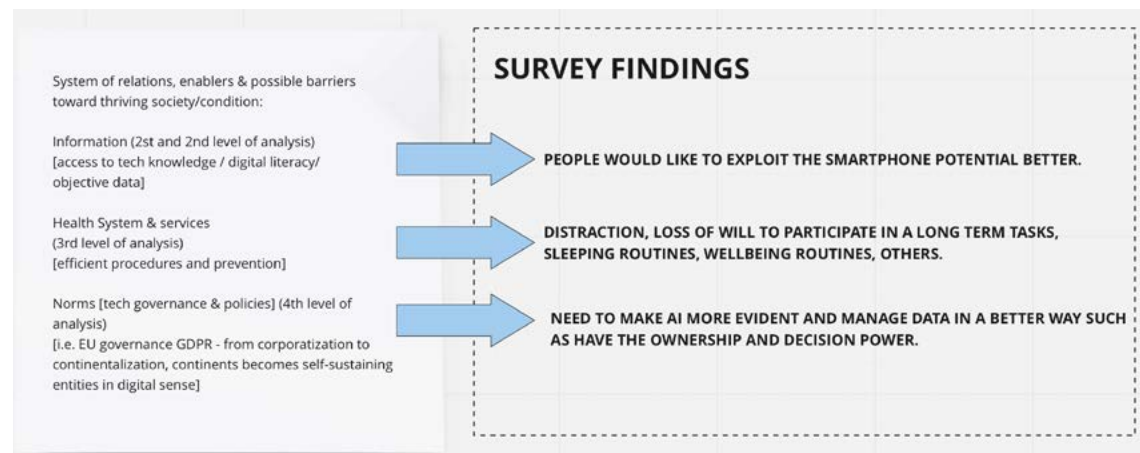 System of relations, enablers & possible barriers
toward thriving society/condition:
Information (2st and 2nd level of analysis)
[access to tech knowledge / digital literacy/
objective data]
Health System & services
(3rd level of analysis)
[efficient procedures and prevention]
Norms [tech governance & policies] (4th level of
analysis)
[i.e. EU governance GDPR - from corporatization to
continentalization, continents becomes self-sustaining
entities in digital sense]
SURVEY FINDINGS
PEOPLE WOULD LIKE TO EXPLOIT THE SMARTPHONE POTENTIAL BETTER.
DISTRACTION, LOSS OF WILL TO PARTICIPATE IN A LONG TERM TASKS,
SLEEPING ROUTINES, WELLBEING ROUTINES, OTHERS.
NEED TO MAKE AI MORE EVIDENT AND MANAGE DATA IN A BETTER WAY SUCH
AS HAVE THE OWNERSHIP AND DECISION POWER.